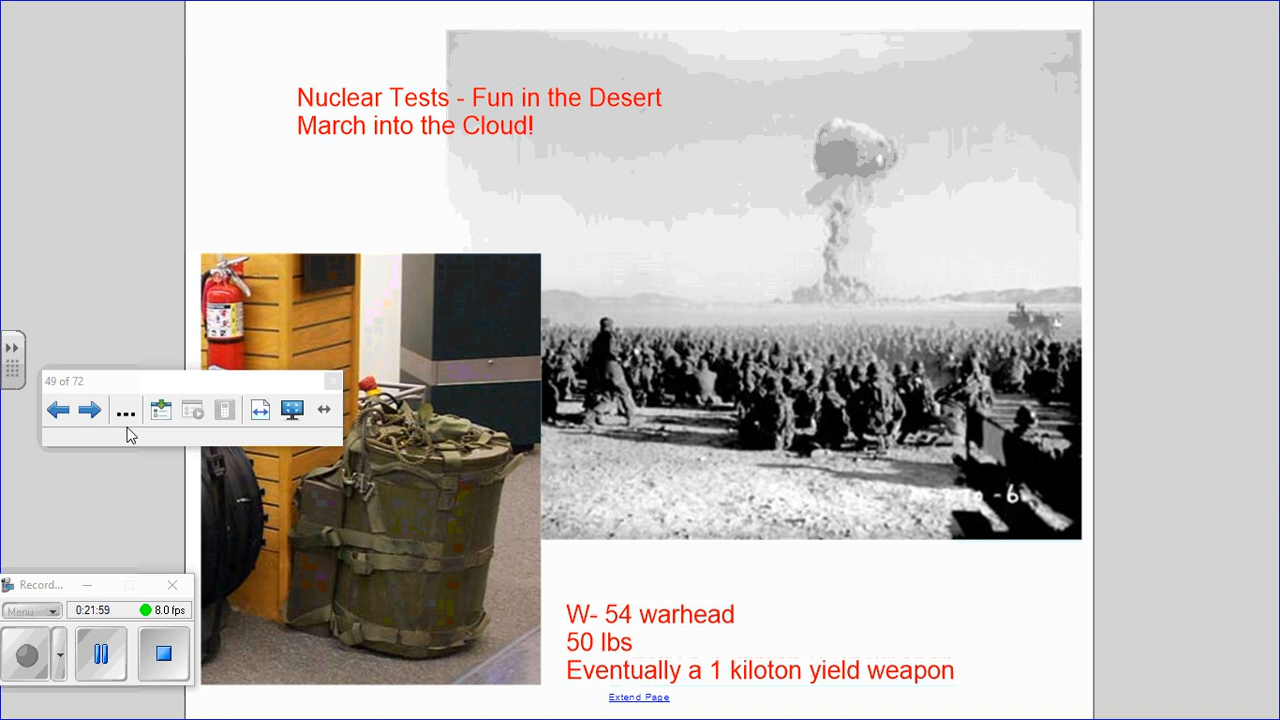 Nuclear Tests - Fun in the Desert
March into the Cloud!
49 of 72
Record...
Menu
0:21:59
8.0 fps
W- 54 warhead
50 lbs
Eventually a 1 kiloton yield weapon
Extend Page